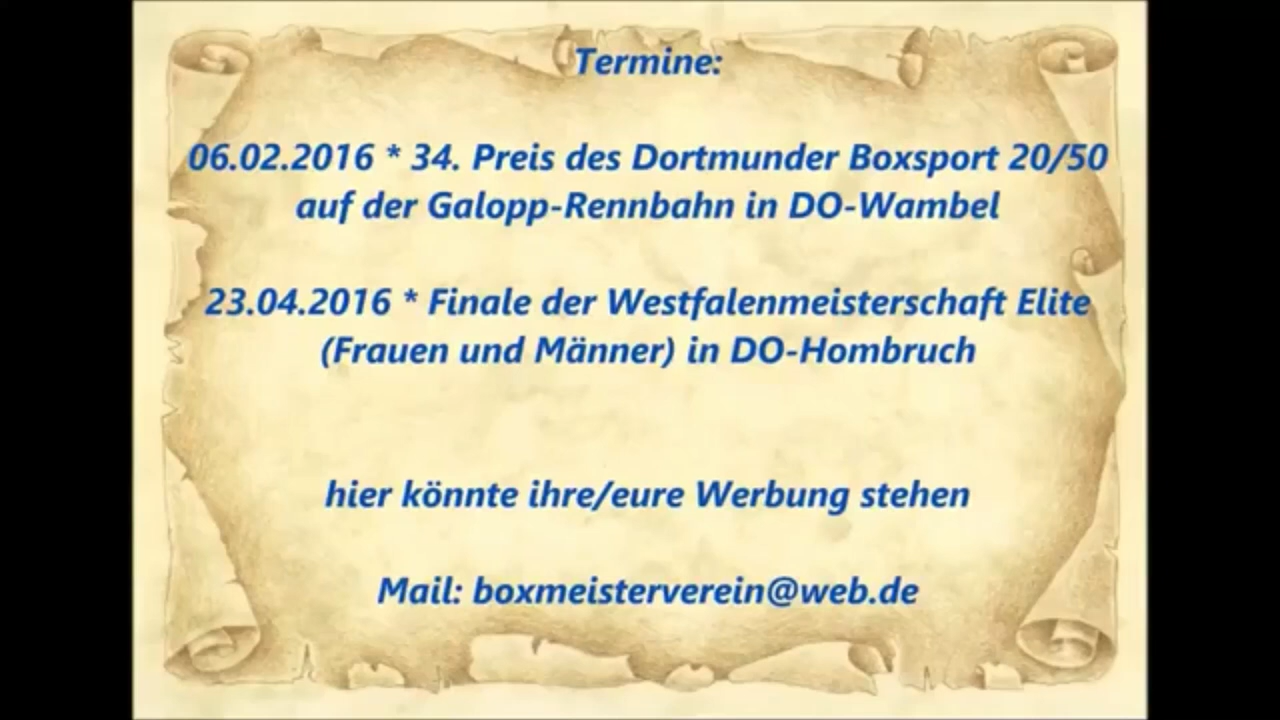 Termine:
06.02.2016 * 34. Preis des Dortmunder Boxsport 20/50
auf der Galopp-Rennbahn in DO-Wambel
23.04.2016 * Finale der Westfalenmeisterschaft Elite
(Frauen und Männer) in DO-Hombruch
hier könnte ihre/eure Werbung stehen
Mail: boxmeisterverein@web.de